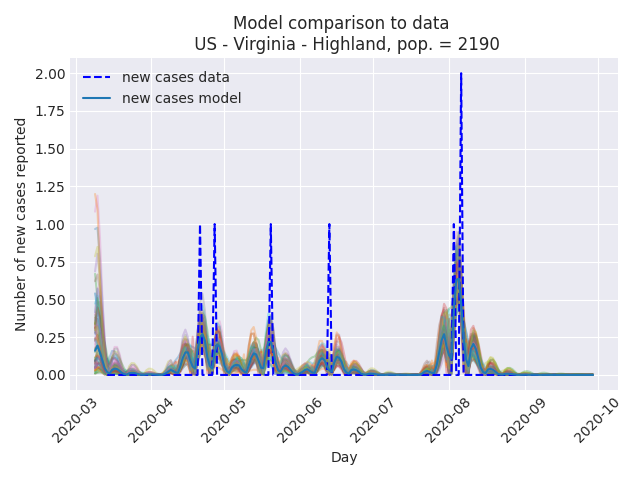 Model comparison to data
US - Virginia - Highland, pop. = 2190
new cases data
new cases model
Number of new cases reported
2.00
1.75
1.50
1.25
1.00
0.75
0.50
0.25
0.00
2020-03
2020-04
2020-05
2020-06
2020-07
2020-08
2020-09
2020-10
Day